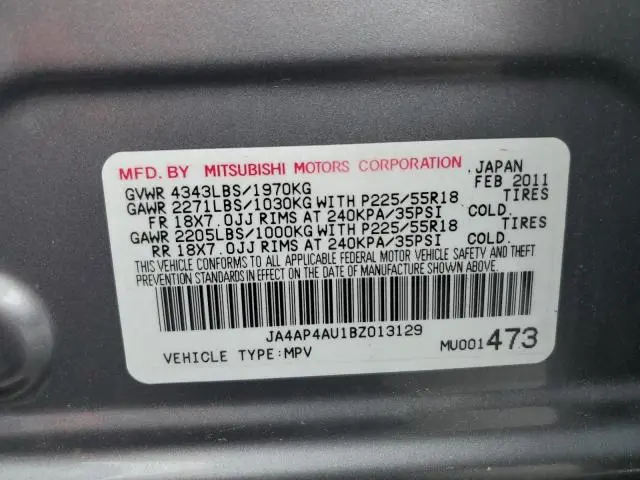 MFD. BY MITSUBISHI MOTORS CORPORATION, JAPAN
GVWR 4343LBS/1970KG FEB 2011
GAWR 2271LBS/1030KG WITH P225/55R18 TIRES
FR 18X7.0JJ RIMS AT 240KPA/35PSI COLD.
GAWR 2205LBS/1000KG WITH P225/55R18 TIRES
RR 18X7.0JJ RIMS AT 240KPA/35PSI COLD.
THIS VEHICLE CONFORMS TO ALL APPLICABLE FEDERAL MOTOR VEHICLE SAFETY AND THEFT
PREVENTION STANDARDS IN EFFECT ON THE DATE OF MANUFACTURE SHOWN ABOVE.
JA4AP4AU1BZ013129
VEHICLE TYPE:MPV MU001473